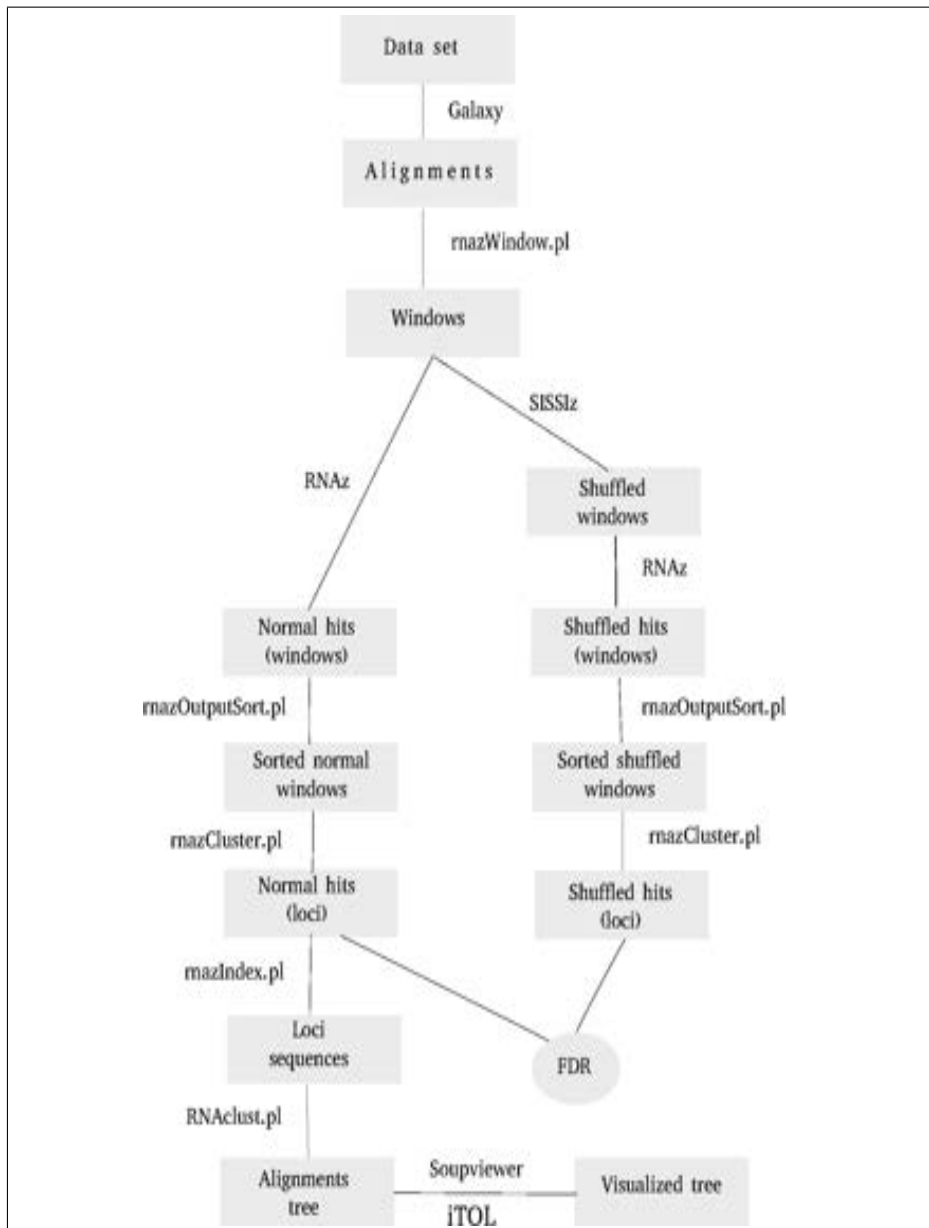 Data set
Galaxy
Alignments
rnazWindow.pl
Windows
SISSIz
RNAz
Shuffled
windows
RNAz
Normal hits
(windows)
Shuffled hits
(windows)
rnazOutputSort.pl
rnazOutputSort.pl
Sorted normal
windows
Sorted shuffled
windows
rnazCluster.pl
rnazCluster.pl
Normal hits
(loci)
Shuffled hits
(loci)
rnazIndex.pl
Loci
sequences
FDR
RNAclust.pl
Alignments
tree
Soupviewer
iTOL
Visualized tree